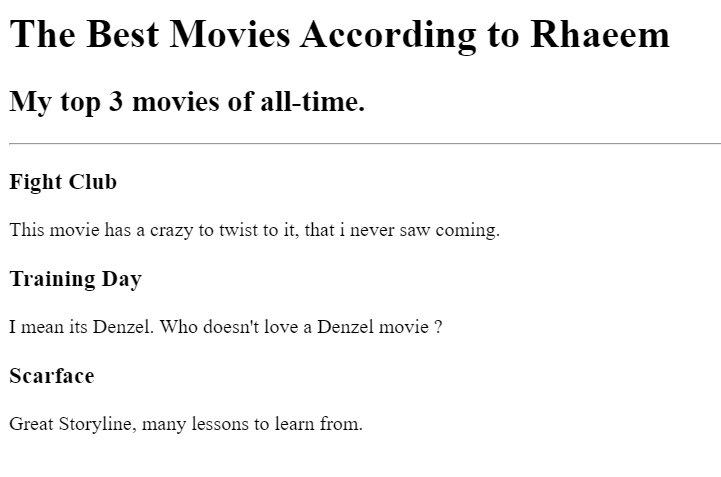 The Best Movies According to Rhaeem
My top 3 movies of all-time.
Fight Club
This movie has a crazy to twist to it, that i never saw coming.
Training Day
I mean its Denzel. Who doesn't love a Denzel movie ?
Scarface
Great Storyline, many lessons to learn from.